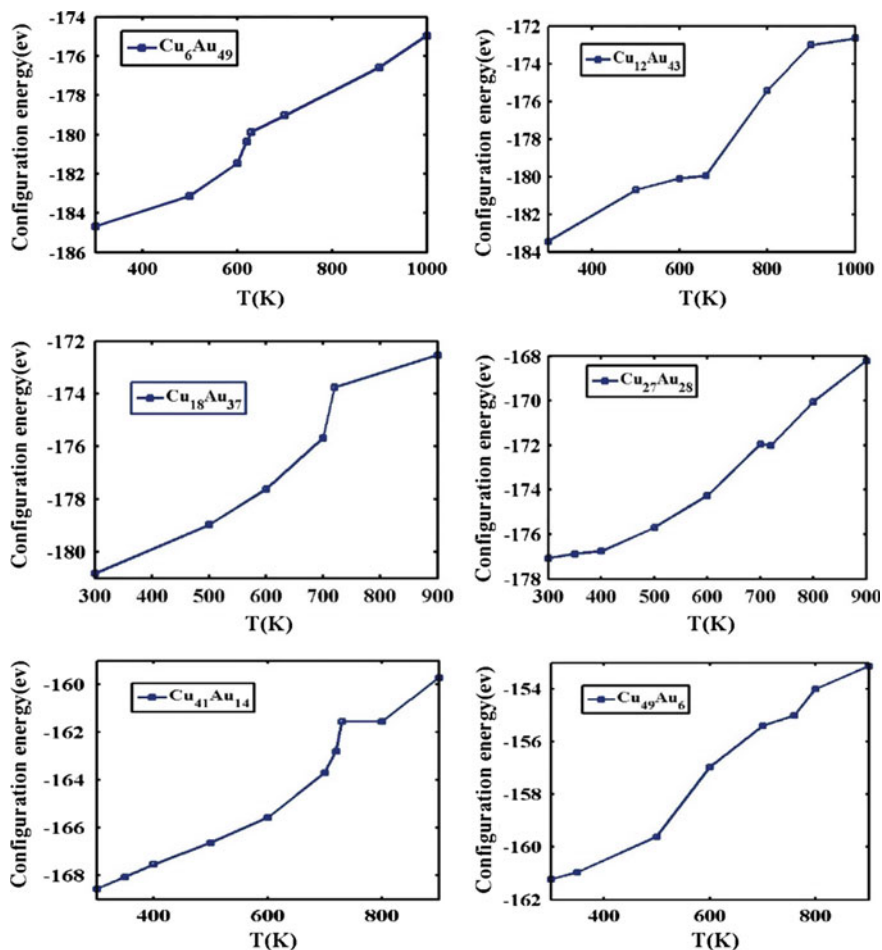 Configuration energy(ev)
-174
-176
-178
-180
-182
-184
-186
Cu6Au49
400 600 800 1000
T(K)
Configuration energy(ev)
-172
-174
-176
-178
-180
-182
-184
Cu12Au43
400 600 800 1000
T(K)
Configuration energy(ev)
-172
-174
-176
-178
-180
Cu18Au37
300 400 500 600 700 800 900
T(K)
Configuration energy(ev)
-168
-170
-172
-174
-176
-178
Cu27Au28
300 400 500 600 700 800 900
T(K)
Configuration energy(ev)
-160
-162
-164
-166
-168
Cu41Au14
400 600 800
T(K)
Configuration energy(ev)
-154
-156
-158
-160
-162
Cu49Au6
400 600 800
T(K)